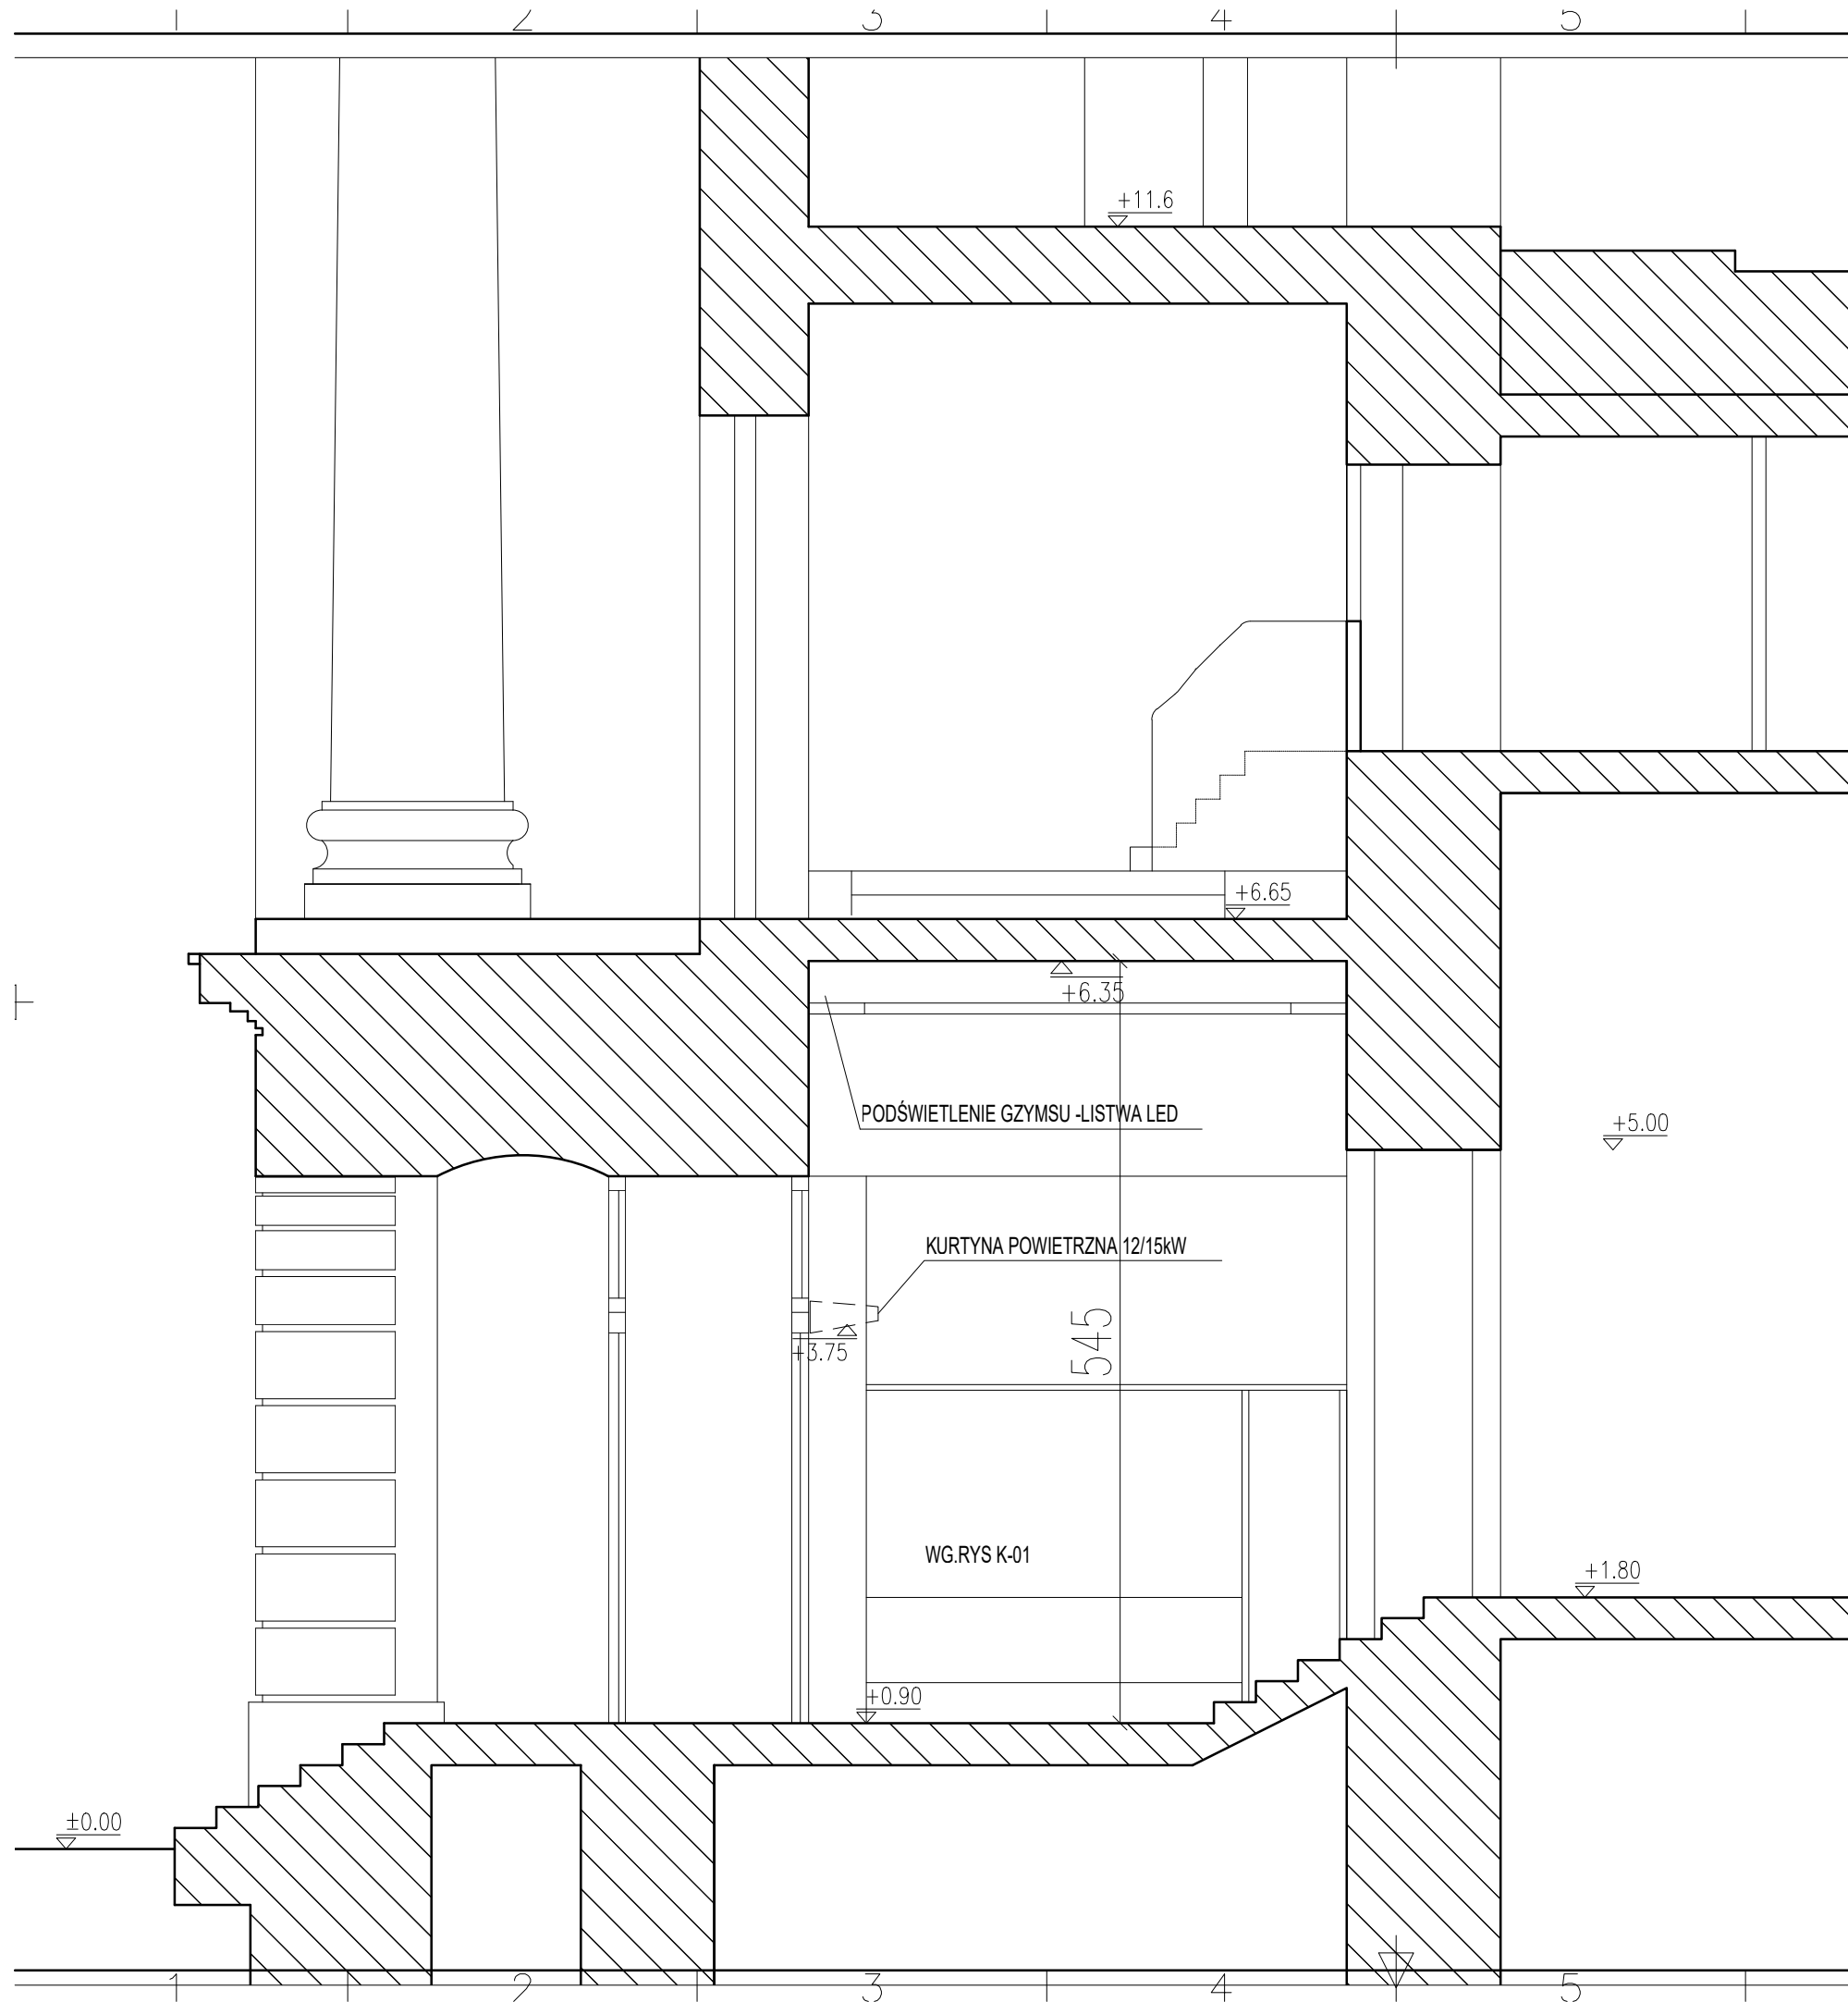 2 3 4 5
+11.6
+6.65
+6.35
PODŚWIETLENIE GZYMSU -LISTWA LED
+5.00
KURTYNA POWIETRZNA 12/15kW
545
+3.75
WG.RYS K-01
+1.80
+0.90
±0.00
1 2 3 4 5